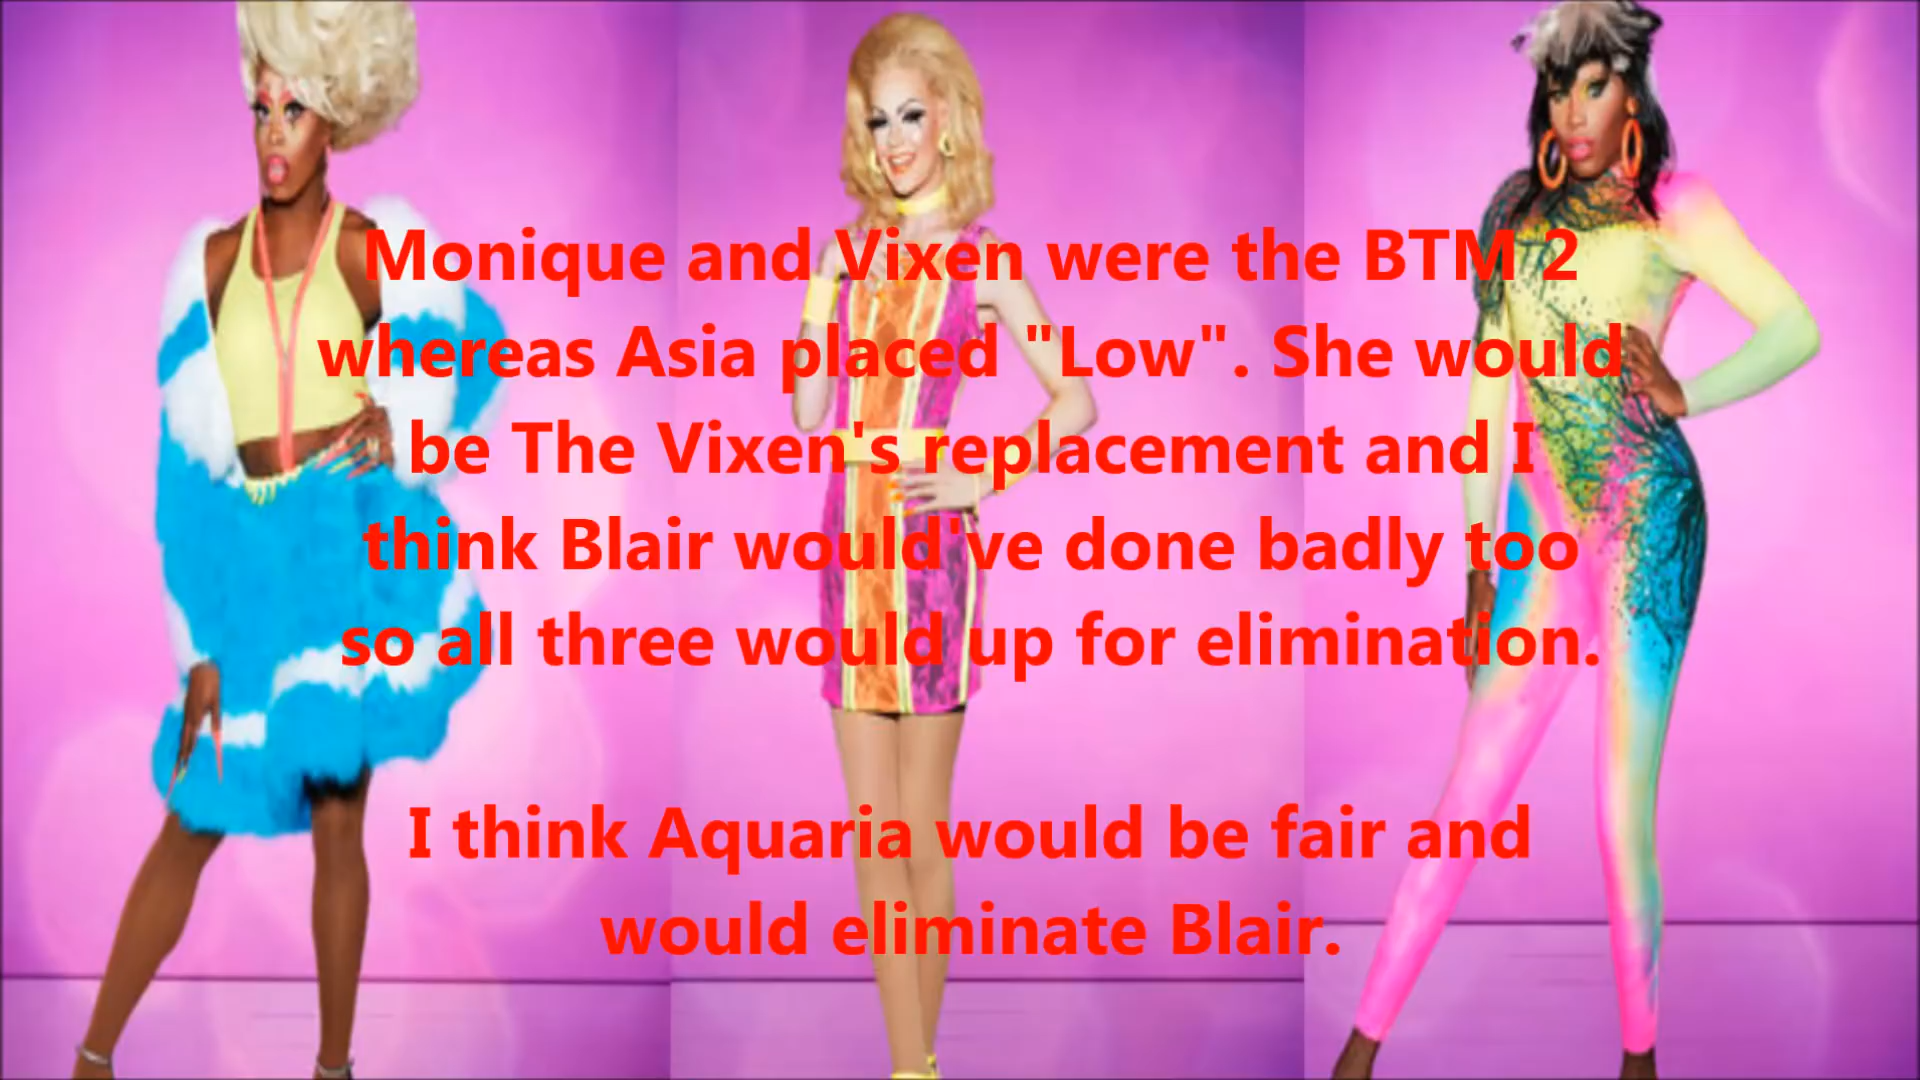 Monique and Vixen were the BTM 2
whereas Asia placed "Low". She would
be The Vixen's replacement and I
think Blair would've done badly too
so all three would up for elimination.
I think Aquaria would be fair and
would eliminate Blair.